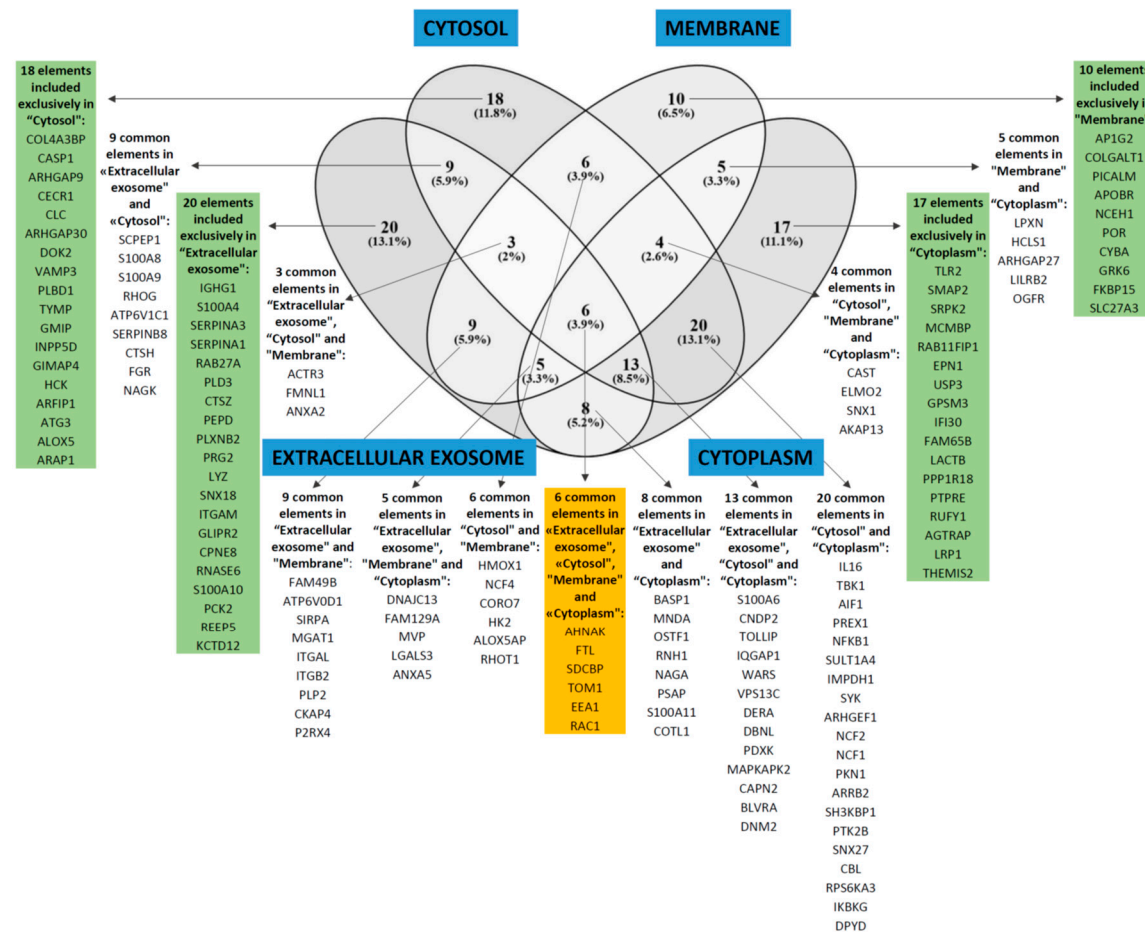 CYTOSOL
MEMBRANE
18 elements
included
exclusively in
“Cytosol”:
COL4A3BP
CASP1
ARHGAP9
CECR1
CLC
ARHGAP30
DOK2
VAMP3
PLBD1
TYMP
GMIP
INPP5D
GIMAP4
HCK
ARFIP1
ATG3
ALOX5
ARAP1
9 common
elements in
«Extracellular
exosome"
and
«Cytosol":
SCPEP1
S100A8
S100A9
RHOG
ATP6V1C1
SERPINB8
CTSH
FGR
NAGK
20 elements
included
exclusively in
“Extracellular
exosome":
IGHG1
S100A4
SERPINA3
SERPINA1
RAB27A
PLD3
CTSZ
PEPD
PLXNB2
PRG2
LYZ
SNX18
ITGAM
GLIPR2
CPNE8
RNASE6
S100A10
PCK2
REEP5
KCTD12
3 common
elements in
“Extracellular
exosome",
“Cytosol" and
"Membrane":
ACTR3
FMNL1
ANXA2
18
(11.8%)
10
(6.5%)
9
(5.9%)
6
(3.9%)
5
(3.3%)
20
(13.1%)
3
(2%)
4
(2.6%)
17
(11.1%)
9
(5.9%)
6
(3.9%)
20
(13.1%)
5
(3.3%)
13
(8.5%)
8
(5.2%)
4 common
elements in
"Cytosol",
"Membrane
and
"Cytoplasm":
CAST
ELMO2
SNX1
AKAP13
17 elements
included
exclusively in
"Cytoplasm":
TLR2
SMAP2
SRPK2
MCMBP
RAB11FIP1
EPN1
USP3
GPSM3
IFI30
FAM65B
LACTB
PPP1R18
PTPRE
RUFY1
AGTRAP
LRP1
THEMIS2
5 common
elements in
"Membrane"
and
"Cytoplasm":
LPXN
HCLS1
ARHGAP27
LILRB2
OGFR
10 elements
included
exclusively i
"Membrane"
AP1G2
COLGALT1
PICALM
APOBR
NCEH1
POR
CYBA
GRK6
FKBP15
SLC27A3
EXTRACELLULAR EXOSOME
CYTOPLASM
9 common
elements in
“Extracellular
exosome" and
"Membrane":
FAM49B
ATP6V0D1
SIRPA
MGAT1
ITGAL
ITGB2
PLP2
CKAP4
P2RX4
5 common
elements in
“Extracellular
exosome",
"Membrane" and
"Cytoplasm":
DNAJC13
FAM129A
MVP
LGALS3
ANXA5
6 common
elements in
"Cytosol" and
"Membrane":
HMOX1
NCF4
CORO7
HK2
ALOX5AP
RHOT1
6 common
elements in
«Extracellular
exosome",
«Cytosol",
"Membrane"
and
«Cytoplasm":
AHNAK
FTL
SDCBP
TOM1
EEA1
RAC1
8 common
elements in
“Extracellular
exosome"
and
"Cytoplasm":
BASP1
MNDA
OSTF1
RNH1
NAGA
PSAP
S100A11
COTL1
13 common
elements in
“Extracellular
exosome",
“Cytosol" and
"Cytoplasm":
S100A6
CNDP2
TOLLIP
IQGAP1
WARS
VPS13C
DERA
DBNL
PDXK
MAPKAPK2
CAPN2
BLVRA
DNM2
20 common
elements in
"Cytosol" and
"Cytoplasm":
IL16
TBK1
AIF1
PREX1
NFKB1
SULT1A4
IMPDH1
SYK
ARHGEF1
NCF2
NCF1
PKN1
ARRB2
SH3KBP1
PTK2B
SNX27
CBL
RPS6KA3
IKBKG
DPYD